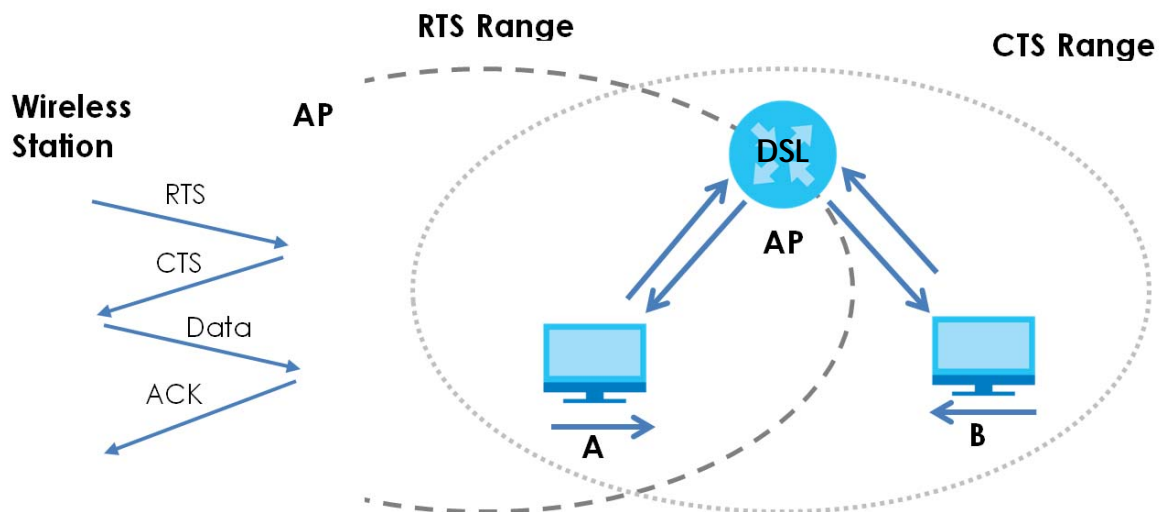 RTS Range
CTS Range
Wireless
Station
AP
RTS
CTS
Data
ACK
DSL
AP
A
B